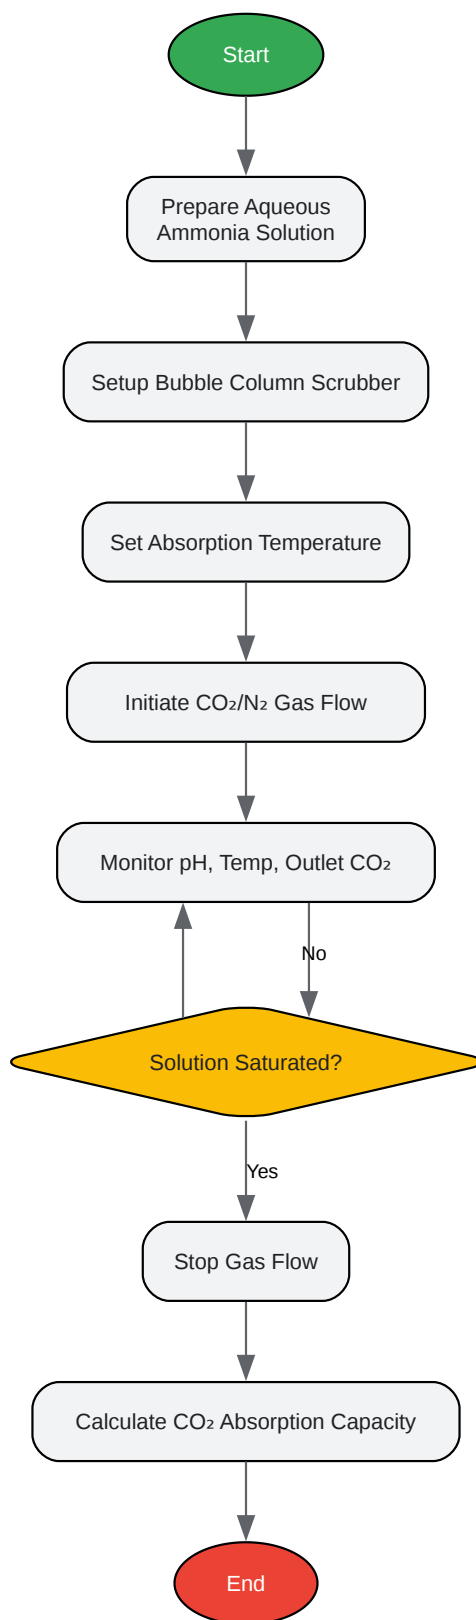 Start
Prepare Aqueous
Ammonia Solution
Setup Bubble Column Scrubber
Set Absorption Temperature
Initiate CO₂/N₂ Gas Flow
Monitor pH, Temp, Outlet CO₂
No
Solution Saturated?
Yes
Stop Gas Flow
Calculate CO₂ Absorption Capacity
End